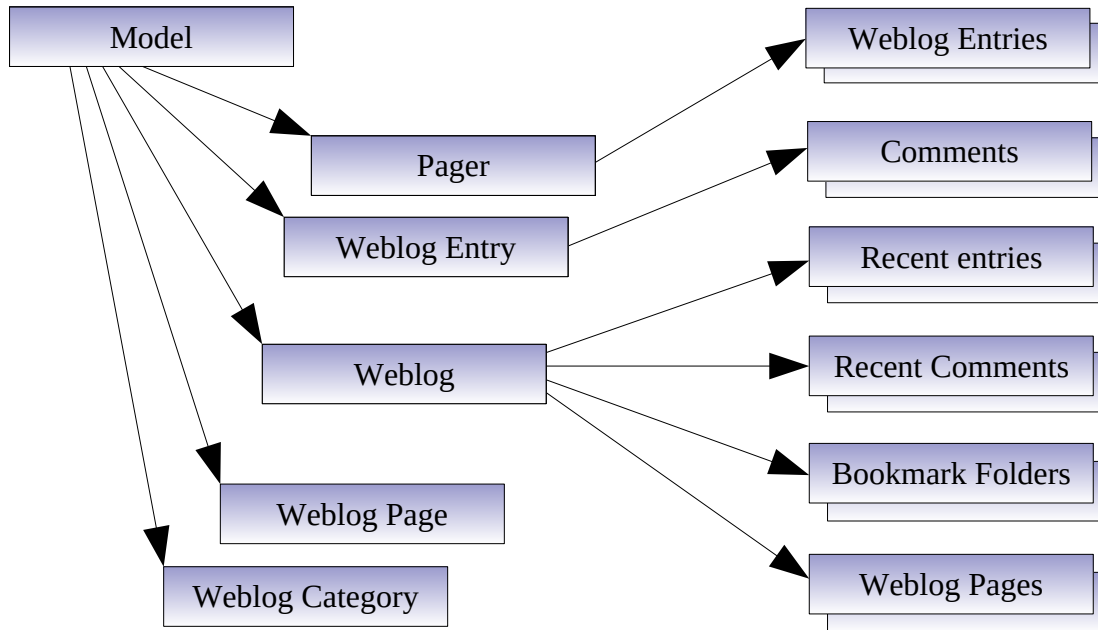 Model
Weblog Entries
Pager
Comments
Weblog Entry
Recent entries
Weblog
Recent Comments
Bookmark Folders
Weblog Page
Weblog Pages
Weblog Category